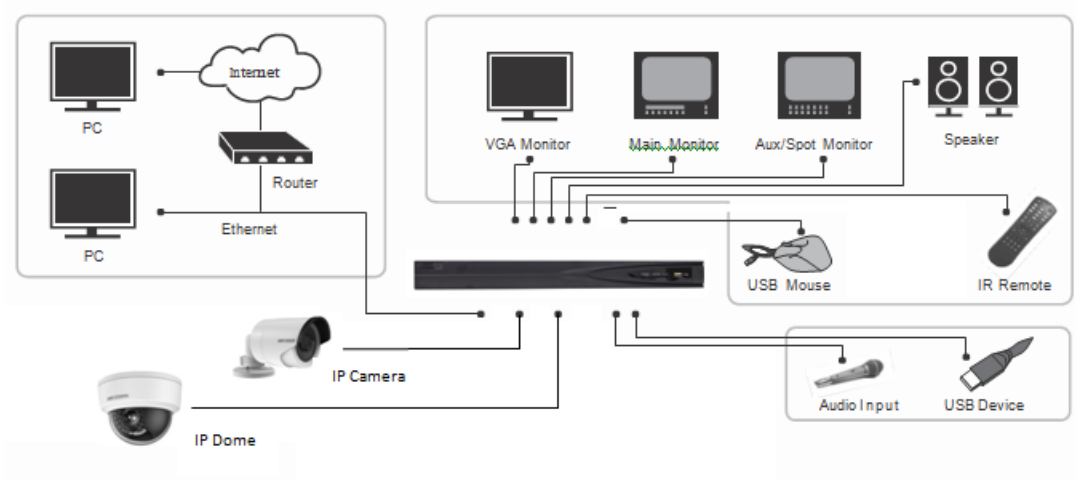 Internet
PC
Router
Ethernet
PC
VGA Monitor
Main Monitor
Aux/Spot Monitor
Speaker
USB Mouse
IR Remote
IP Camera
IP Dome
Audio Input
USB Device